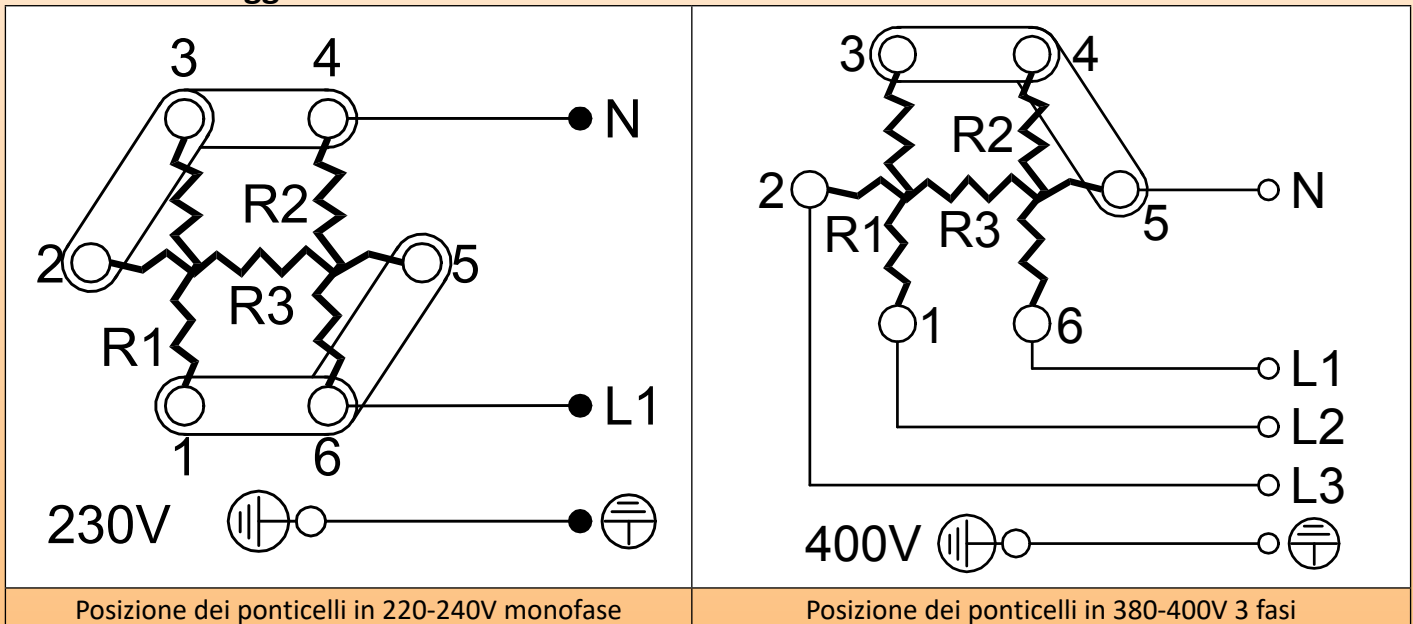 3 4
N
R2
2 5
R3
R1
L1
1 6
230V
Posizione dei ponticelli in 220-240V monofase
3 4
R2
2 N
5
R1 R3
1 6
L1
L2
L3
400V
Posizione dei ponticelli in 380-400V 3 fasi